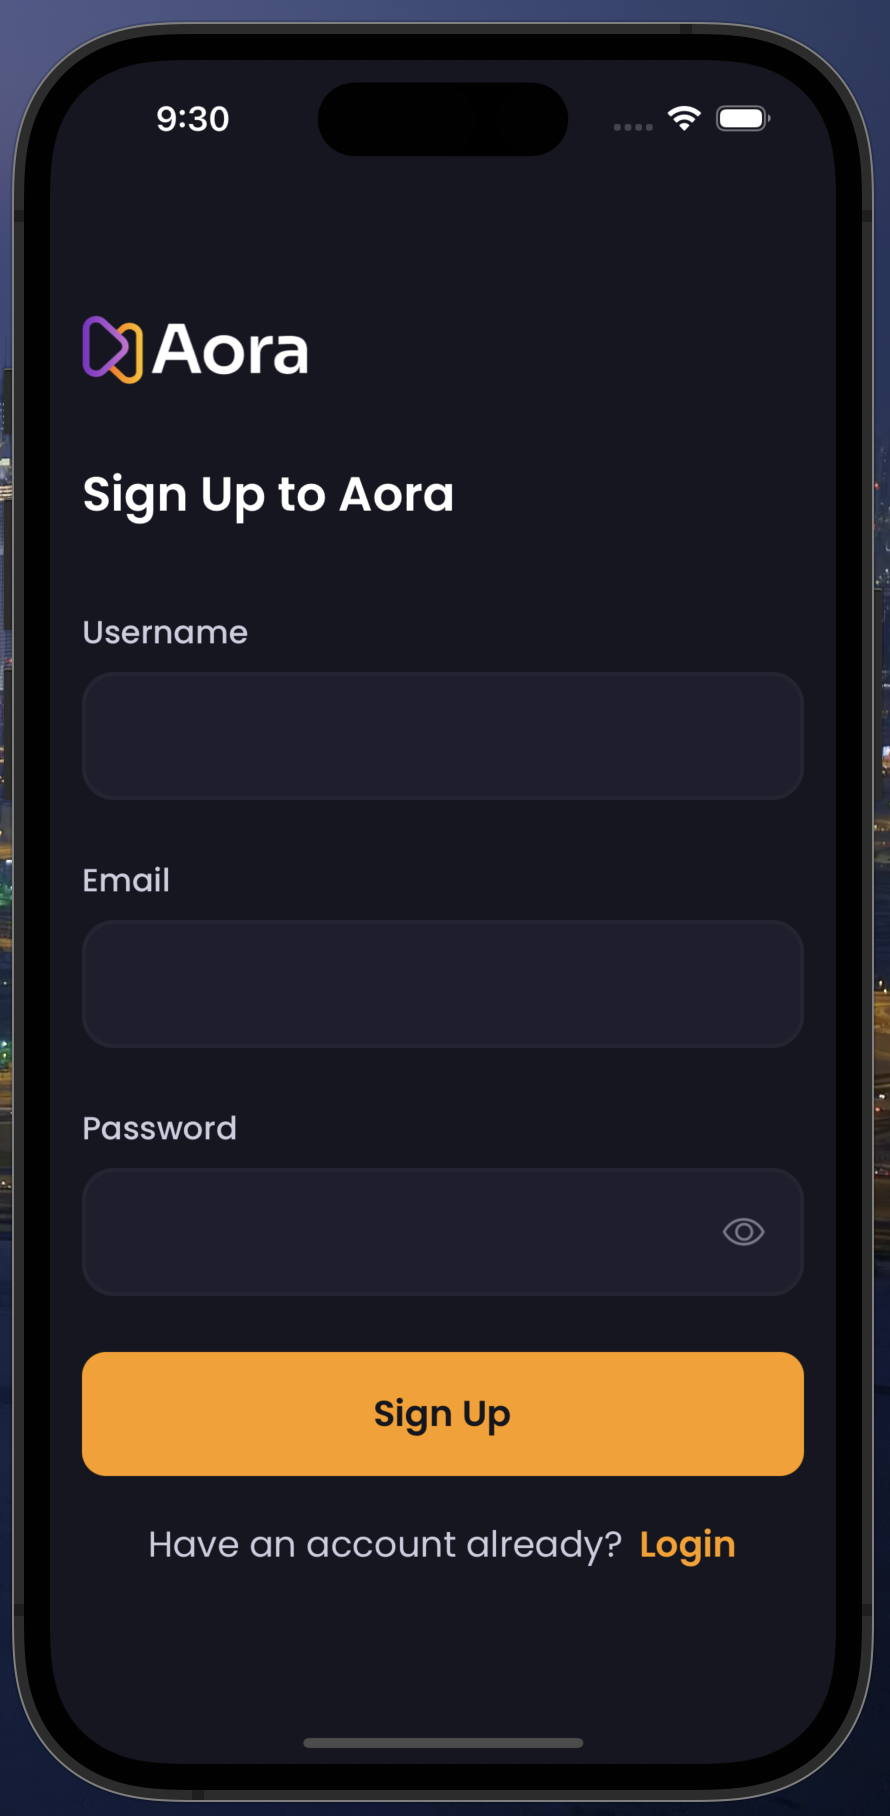 9:30
Aora
Sign Up to Aora
Username
Email
Password
Sign Up
Have an account already? Login